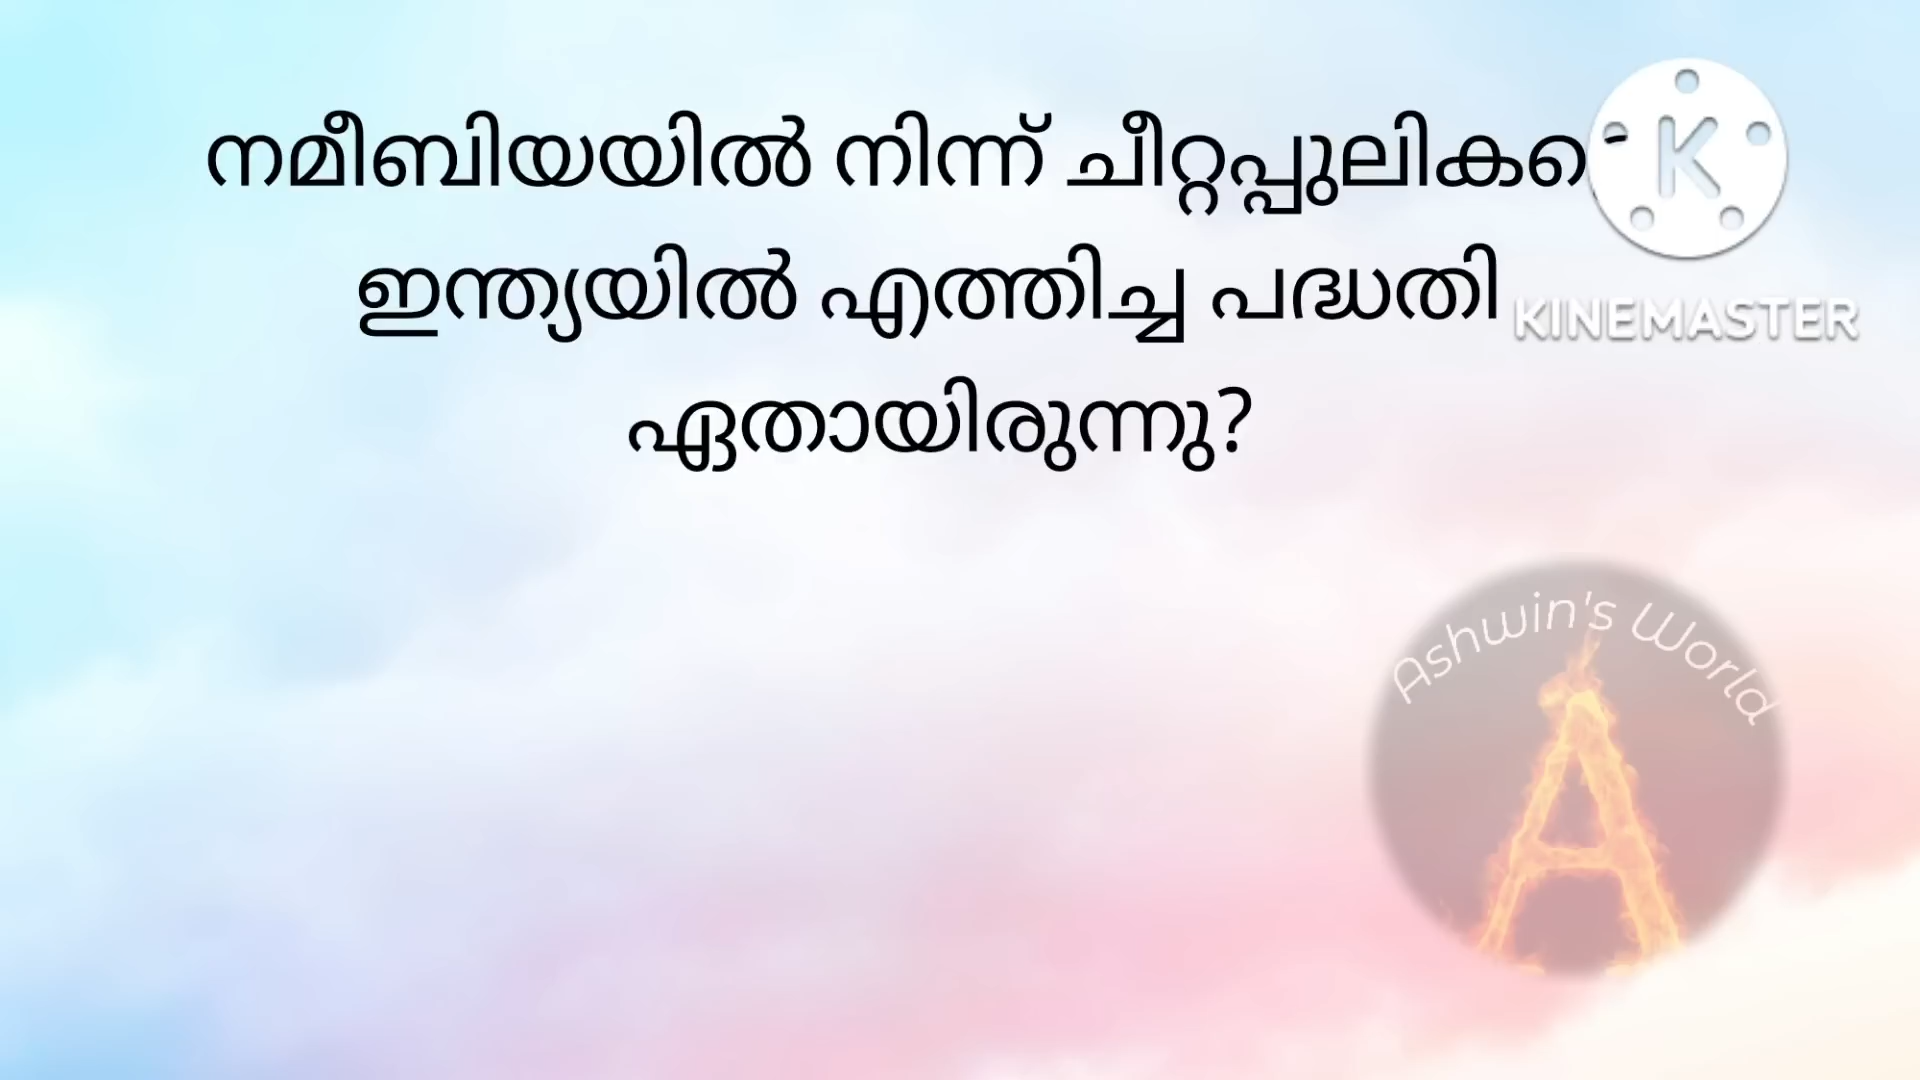 നമീബിയയിൽ നിന്ന് ചീറ്റപ്പുലികളെ
ഇന്ത്യയിൽ എത്തിച്ച പദ്ധതി
ഏതായിരുന്നു?
K
KINEMASTER
Ashwin's World
A